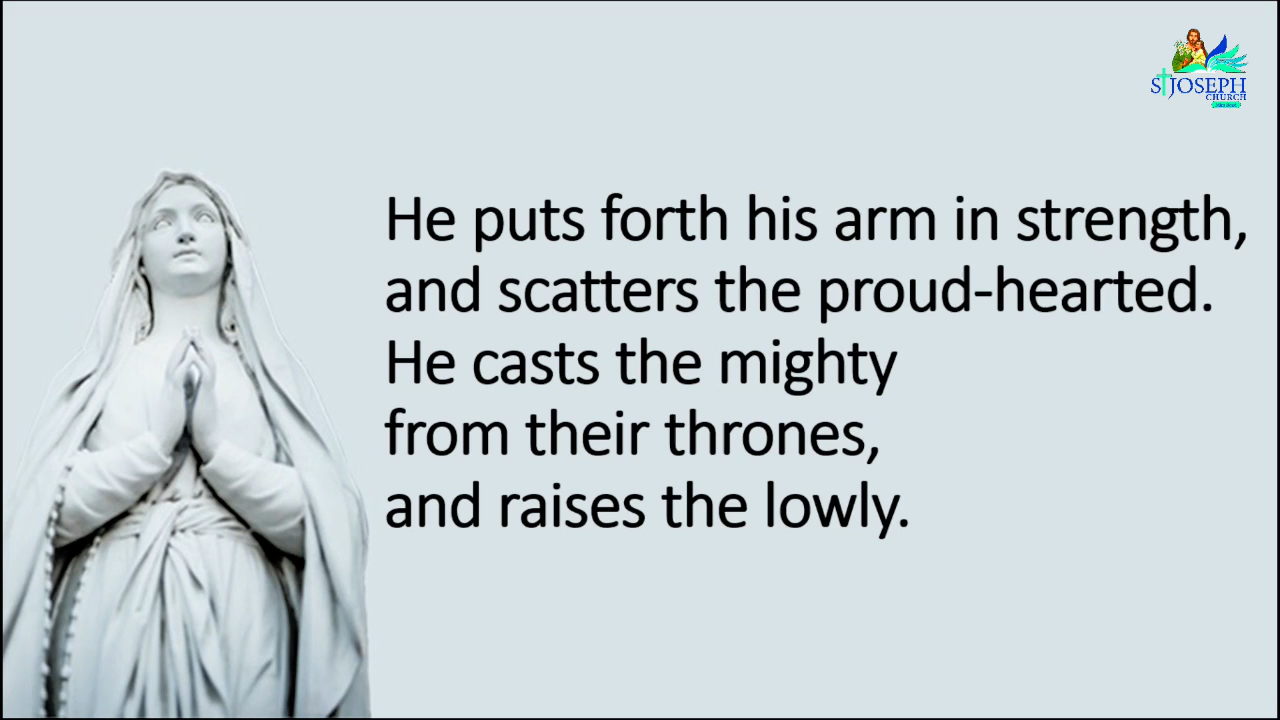 ST JOSEPH
CHURCH
He puts forth his arm in strength,
and scatters the proud-hearted.
He casts the mighty
from their thrones,
and raises the lowly.